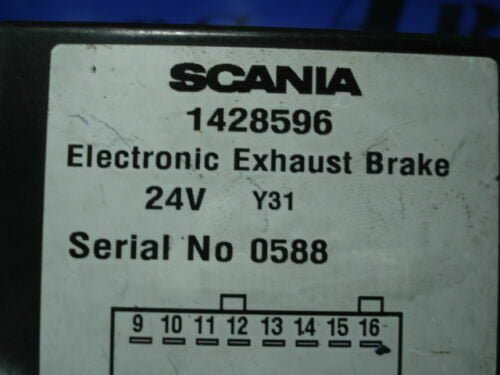 SCANIA
1428596
Electronic Exhaust Brake
24V Y31
Serial No 0588
9 10 11 12 13 14 15 16